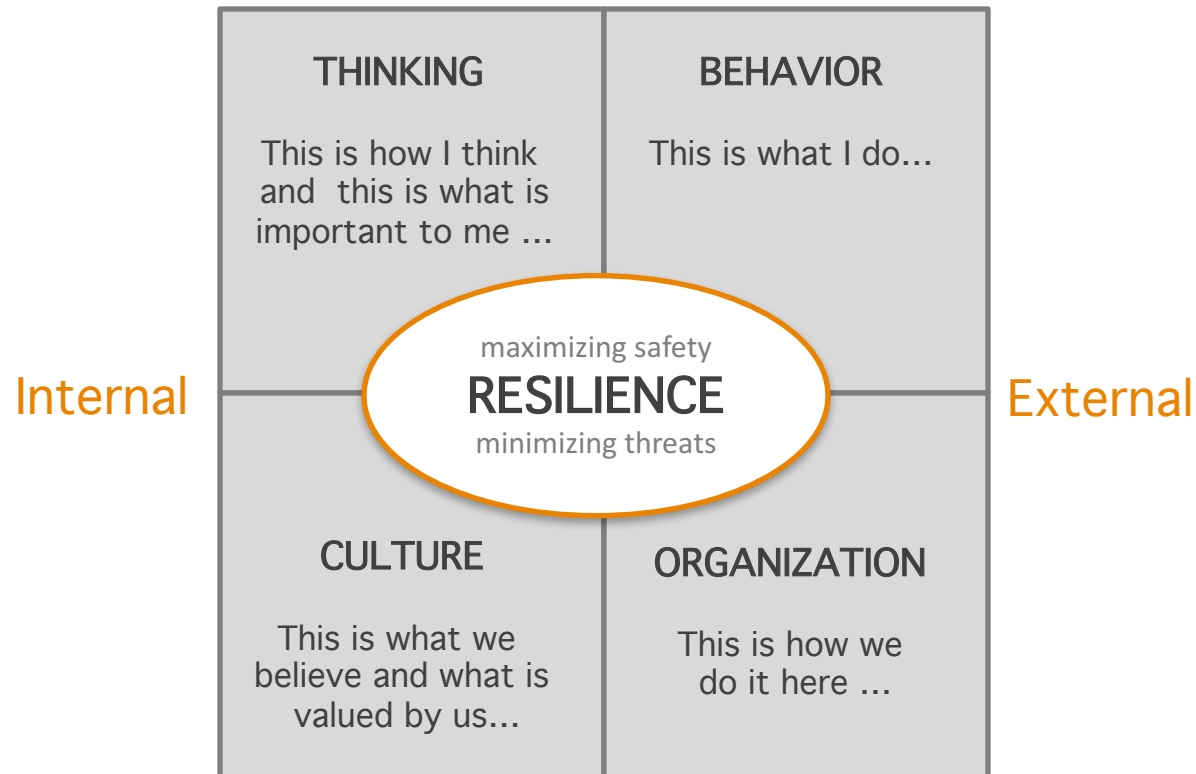 THINKING
This is how I think
and this is what is
important to me ...
BEHAVIOR
This is what I do...
Internal
maximizing safety
RESILIENCE
minimizing threats
External
CULTURE
This is what we
believe and what is
valued by us...
ORGANIZATION
This is how we
do it here ...